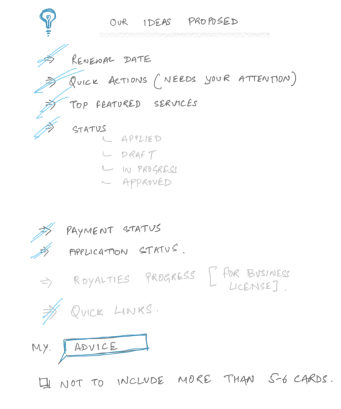 OUR IDEAS PROPOSED
⇒ RENEWAL DATE
⇒ QUICK ACTIONS (NEEDS YOUR ATTENTION)
⇒ TOP FEATURED SERVICES
⇒ STATUS
APPLIED
DRAFT
IN PROGRESS
APPROVED
⇒ PAYMENT STATUS
⇒ APPLICATION STATUS.
⇒ ROYALTIES PROGRESS [FOR BUSINESS
LICENSE].
⇒ QUICK LINKS.
MY ADVICE
NOT TO INCLUDE MORE THAN 5-6 CARDS.